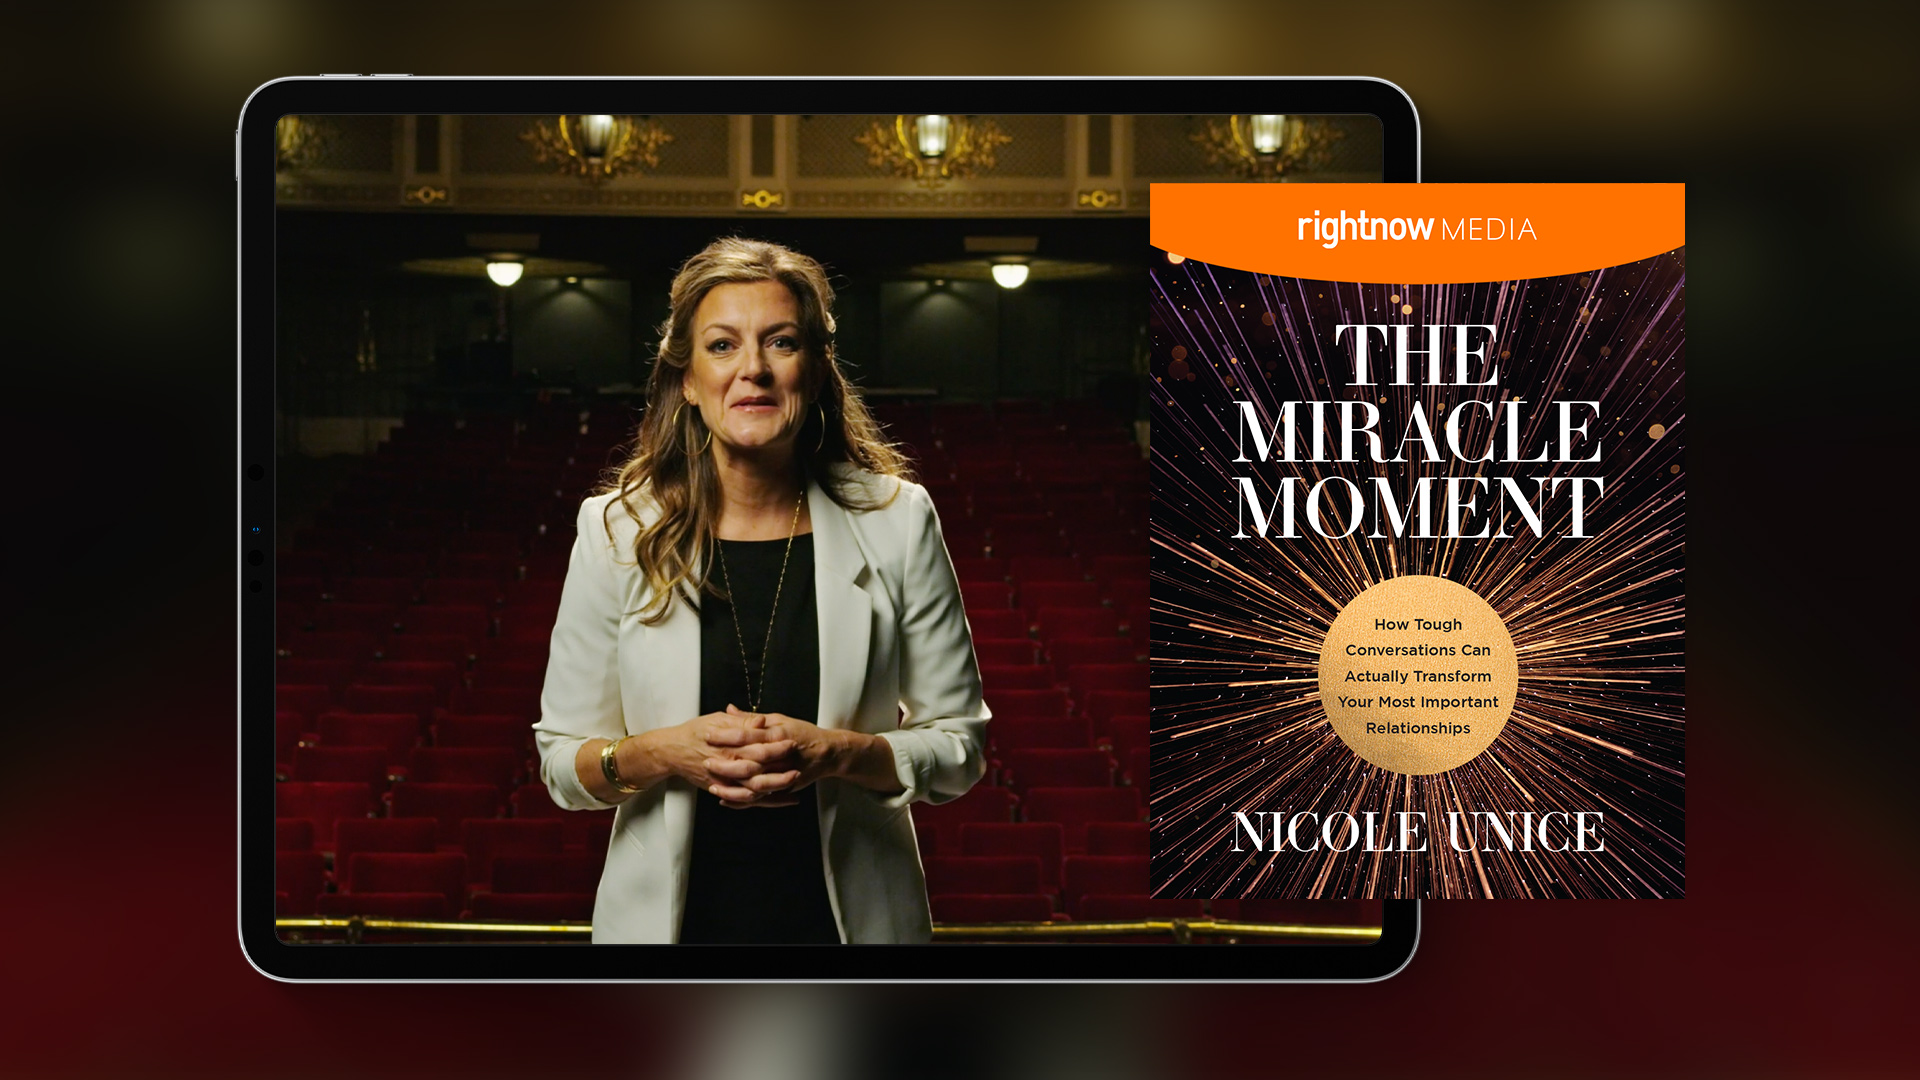 rightnow MEDIA
THE
MIRACLE
MOMENT
How Tough
Conversations Can
Actually Transform
Your Most Important
Relationships
NICOLE UNICE